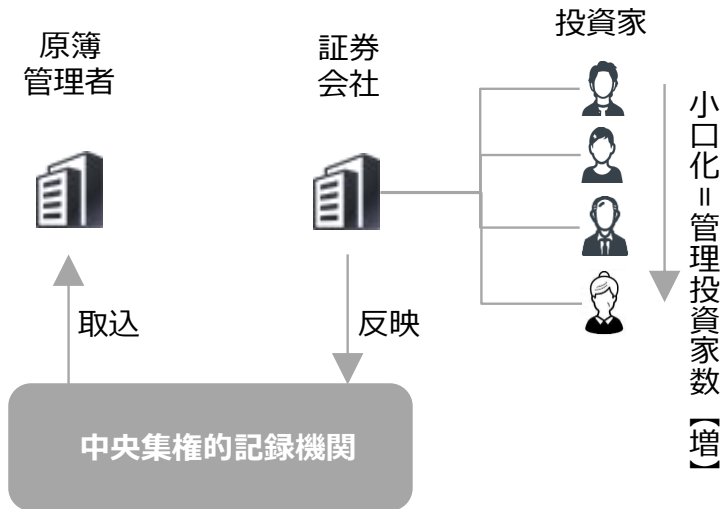 原簿
管理者
証券
会社
投資家
小口化＝管理投資家数【増】
取込
反映
中央集権的記録機関